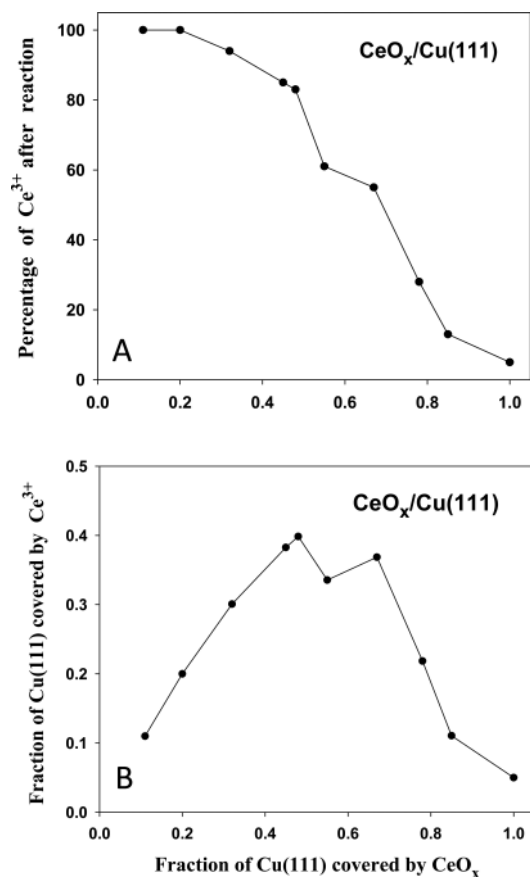 CeOₓ/Cu(111)
Percentage of Ce³⁺ after reaction
100
80
60
40
20
0
A
0.0 0.2 0.4 0.6 0.8 1.0
CeOₓ/Cu(111)
Fraction of Cu(111) covered by Ce³⁺
0.5
0.4
0.3
0.2
0.1
0.0
B
0.0 0.2 0.4 0.6 0.8 1.0
Fraction of Cu(111) covered by CeOₓ